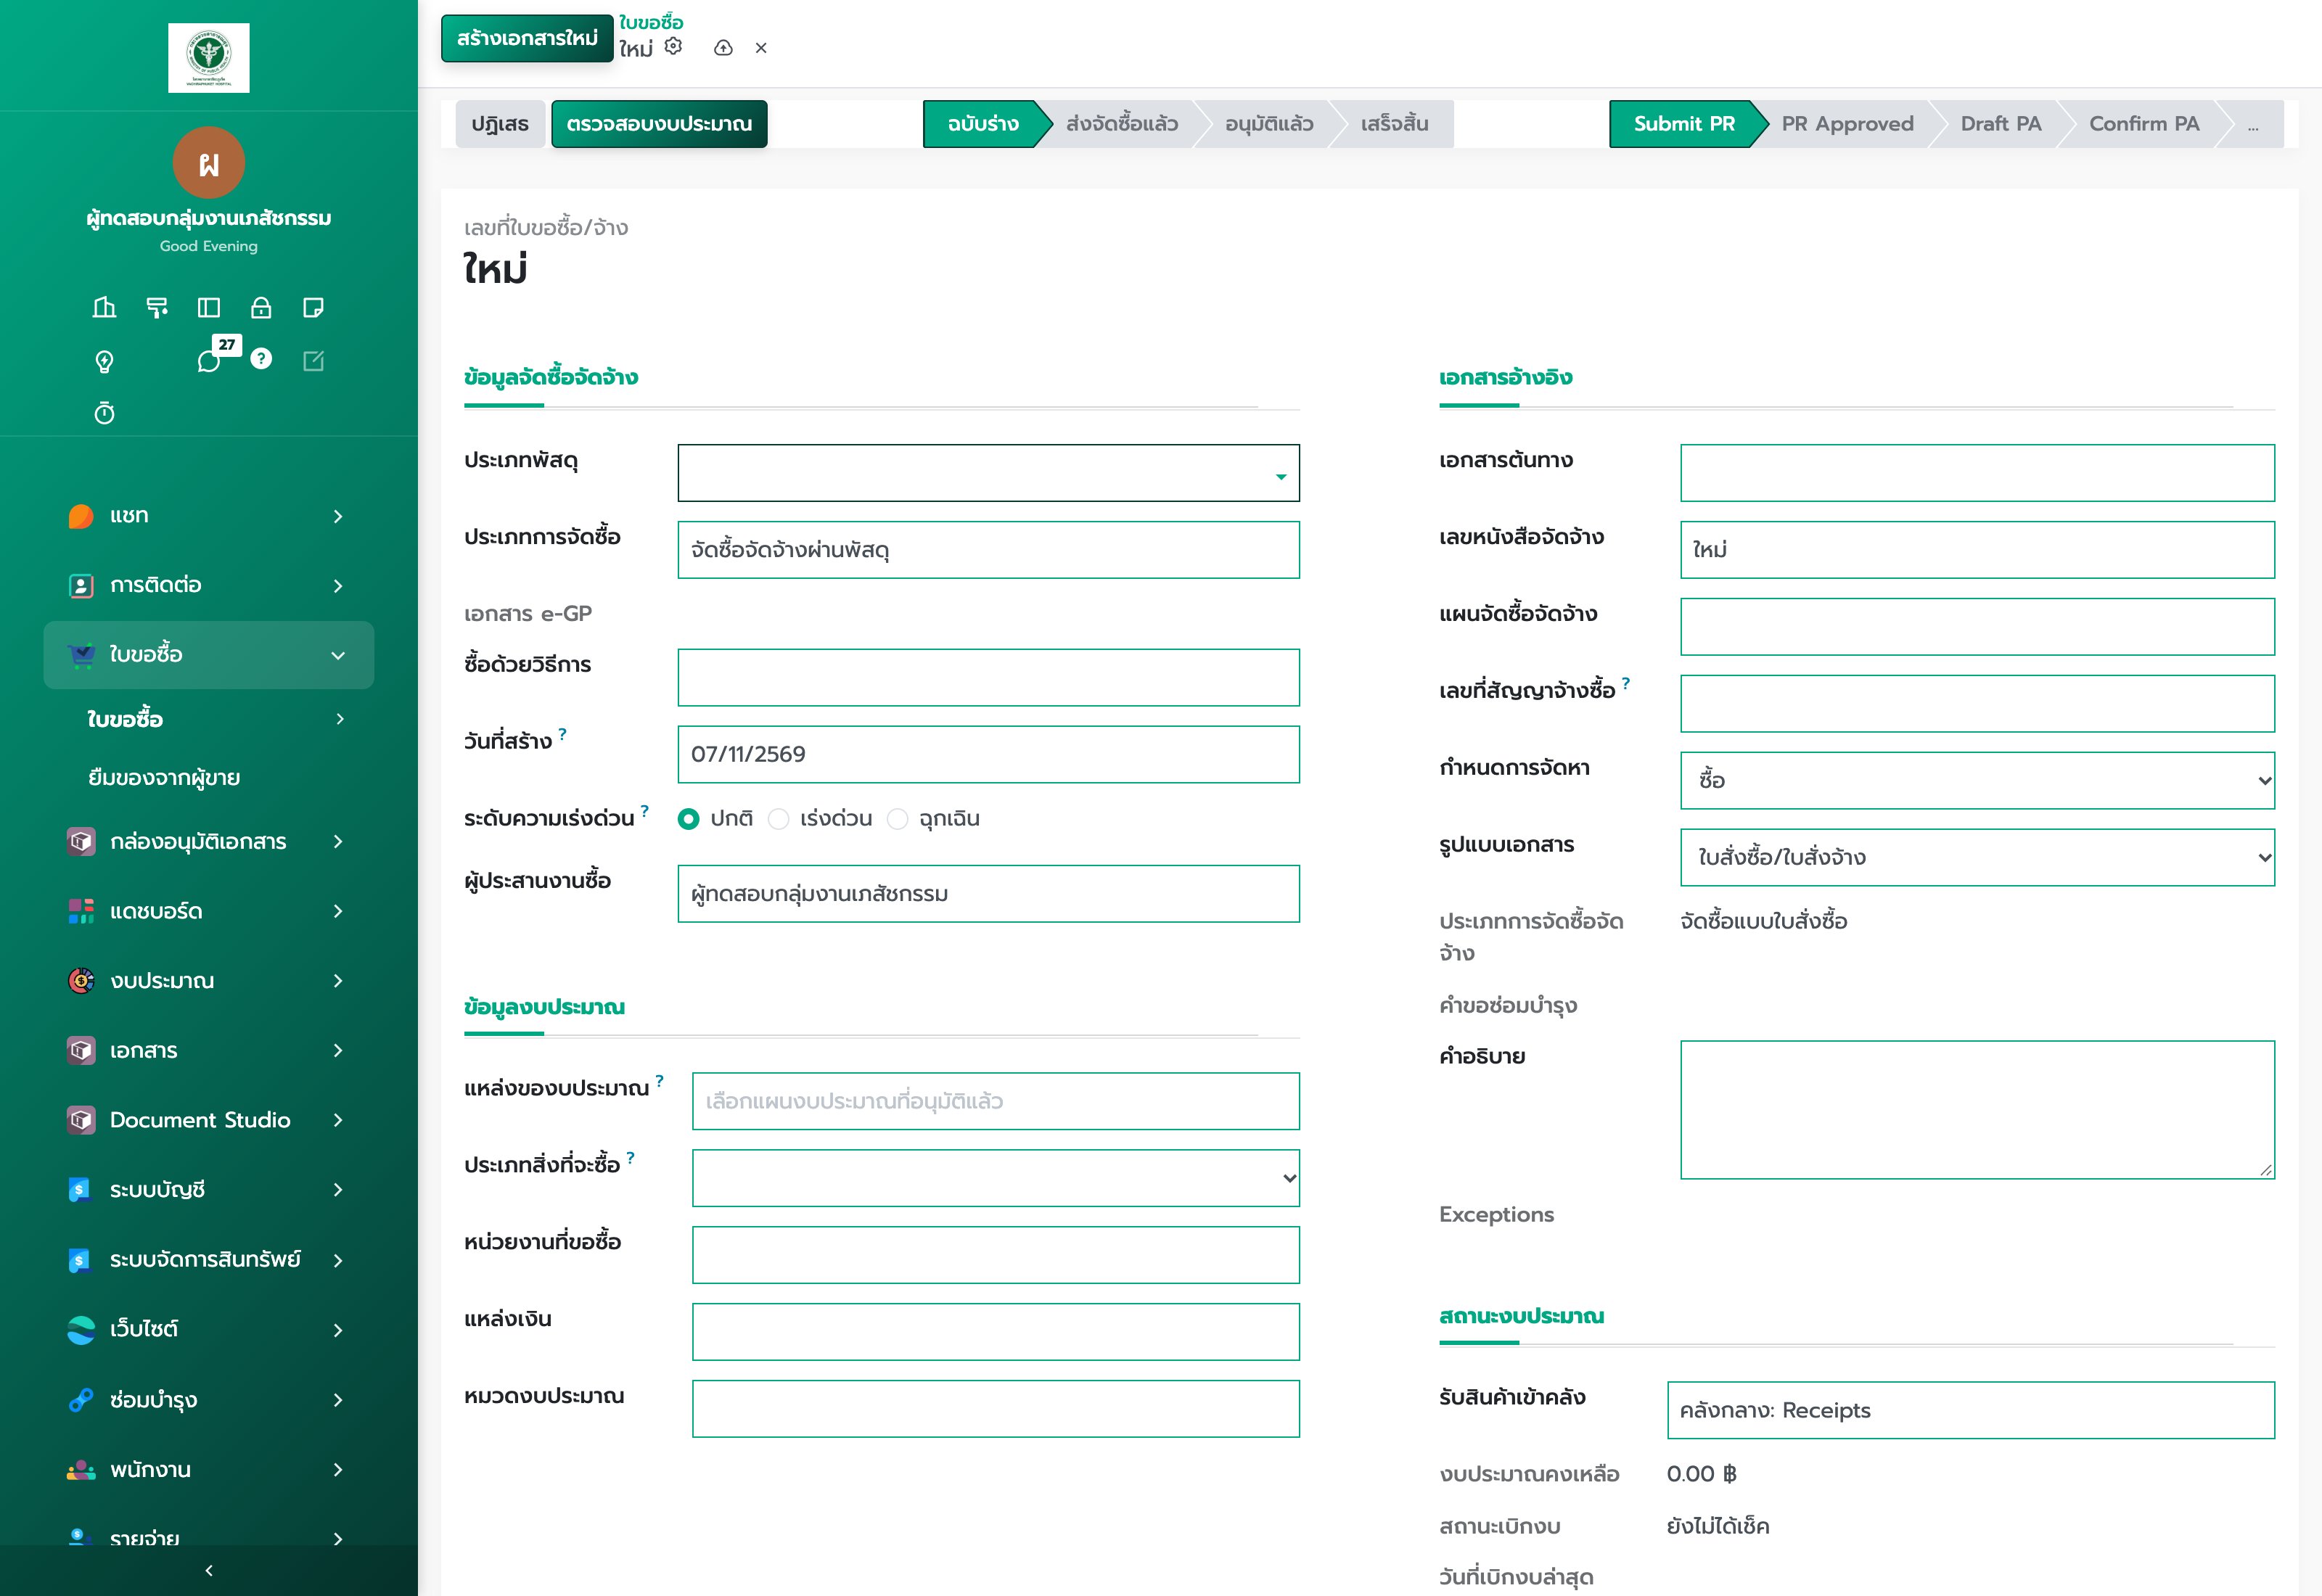 ผ
ผู้ทดสอบกลุ่มงานเภสัชกรรม
Good Evening
27
?
แชท
การติดต่อ
ใบขอซื้อ
ใบขอซื้อ
ยืมของจากผู้ขาย
กล่องอนุมัติเอกสาร
แดชบอร์ด
งบประมาณ
เอกสาร
Document Studio
ระบบบัญชี
ระบบจัดการสินทรัพย์
เว็บไซต์
ซ่อมบำรุง
พนักงาน
รายจ่าย
สร้างเอกสารใหม่
ใบขอซื้อ
ใหม่
ปฏิเสธ
ตรวจสอบงบประมาณ
ฉบับร่าง
ส่งจัดซื้อแล้ว
อนุมัติแล้ว
เสร็จสิ้น
Submit PR
PR Approved
Draft PA
Confirm PA
...
เลขที่ใบขอซื้อ/จ้าง
ใหม่
ข้อมูลจัดซื้อจัดจ้าง
ประเภทพัสดุ
ประเภทการจัดซื้อ จัดซื้อจัดจ้างผ่านพัสดุ
เอกสาร e-GP
ซื้อด้วยวิธีการ
วันที่สร้าง ? 07/11/2569
ระดับความเร่งด่วน ? ปกติ เร่งด่วน ฉุกเฉิน
ผู้ประสานงานซื้อ ผู้ทดสอบกลุ่มงานเภสัชกรรม
ข้อมูลงบประมาณ
แหล่งของบประมาณ ? เลือกแผนงบประมาณที่อนุมัติแล้ว
ประเภทสิ่งที่จะซื้อ ?
หน่วยงานที่ขอซื้อ
แหล่งเงิน
หมวดงบประมาณ
เอกสารอ้างอิง
เอกสารต้นทาง
เลขหนังสือจัดจ้าง ใหม่
แผนจัดซื้อจัดจ้าง
เลขที่สัญญาจ้างซื้อ ?
กำหนดการจัดหา ซื้อ
รูปแบบเอกสาร ใบสั่งซื้อ/ใบสั่งจ้าง
ประเภทการจัดซื้อจัด จัดซื้อแบบใบสั่งซื้อ
จ้าง
คำขอซ่อมบำรุง
คำอธิบาย
Exceptions
สถานะงบประมาณ
รับสินค้าเข้าคลัง คลังกลาง: Receipts
งบประมาณคงเหลือ 0.00 ฿
สถานะเบิกงบ ยังไม่ได้เช็ค
วันที่เบิกงบล่าสุด